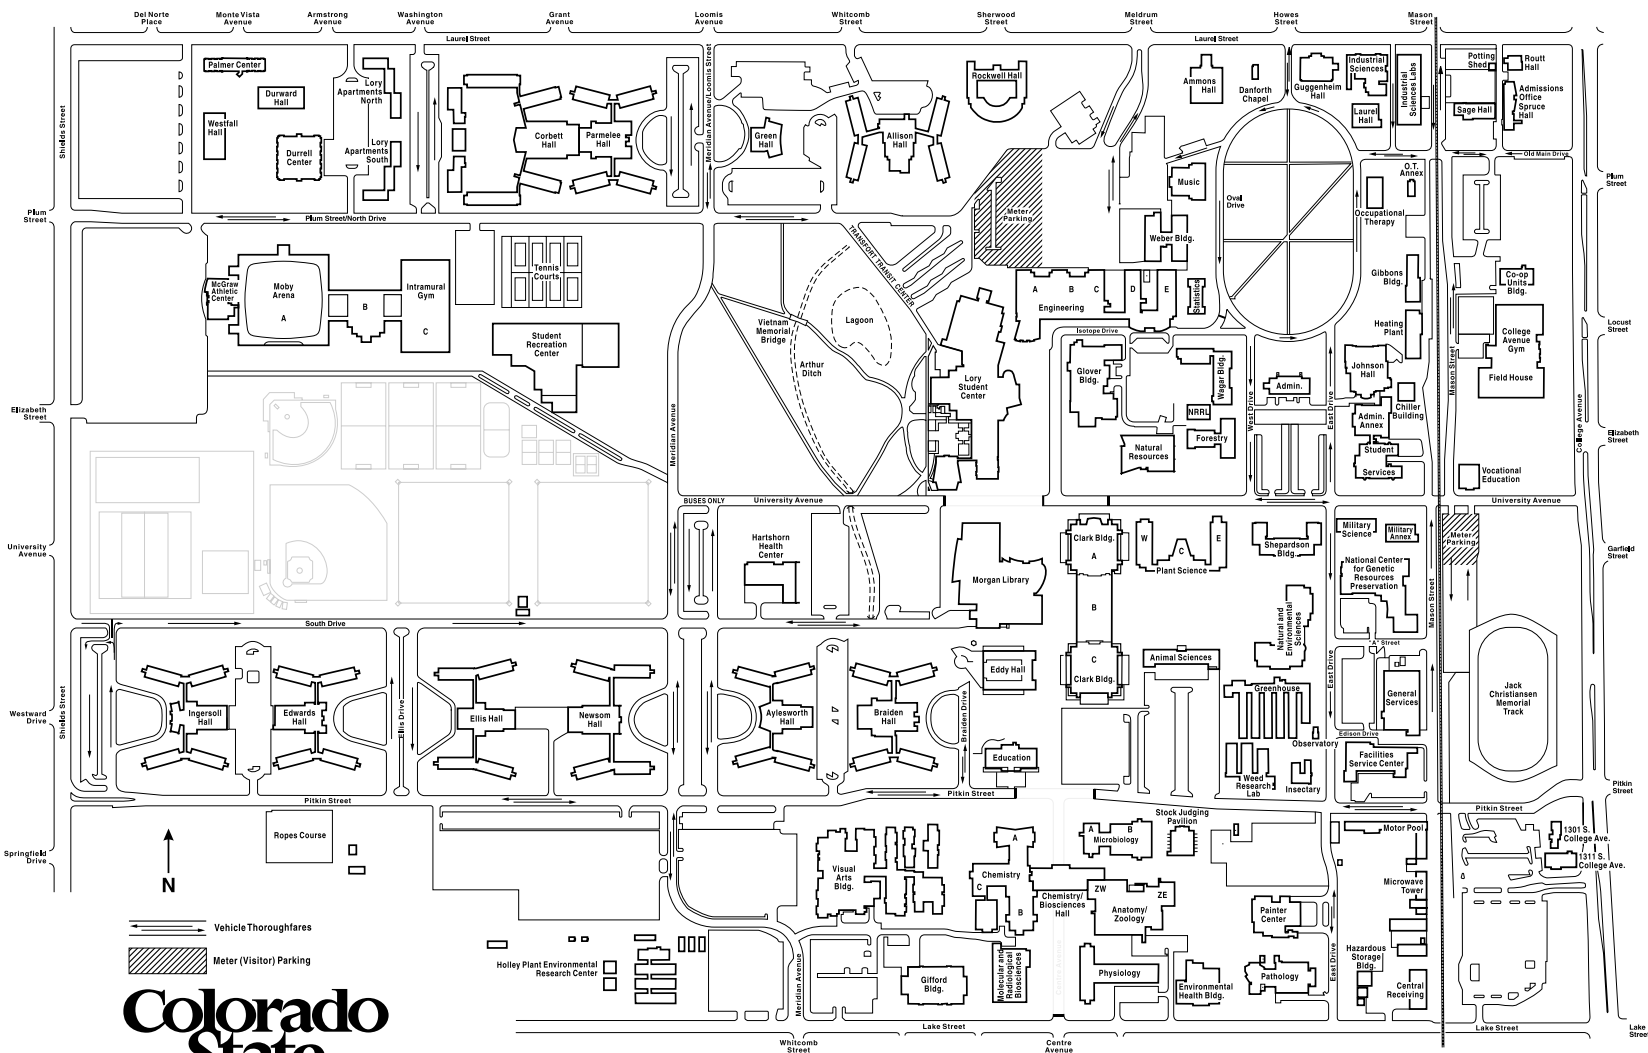 Del Norte
Place
Monte Vista
Avenue
Armstrong
Avenue
Washington
Avenue
Grant
Avenue
Loomis
Avenue
Whitcomb
Street
Sherwood
Street
Meldrum
Street
Howes
Street
Mason
Street
Laurel Street
Laurel Street
Palmer Center
Durward
Hall
Westfall
Hall
Durrell
Center
Lory
Apartments
North
Lory
Apartments
South
Corbett
Hall
Parmelee
Hall
Meridian Avenue/Loomis Street
Green
Hall
Allison
Hall
Rockwell Hall
Meter
Parking
Ammons
Hall
Danforth
Chapel
Guggenheim
Hall
Industrial
Sciences
Industrial
Sciences Labs
Laurel
Hall
Potting
Shed
Routt
Hall
Admissions
Office
Spruce
Hall
Sage Hall
Old Main Drive
O.T.
Annex
Music
Oval
Drive
Occupational
Therapy
Weber Bldg.
Shields Street
Plum
Street
Plum
Street
Plum Street/North Drive
McGraw
Athletic
Center
Moby
Arena
A
B
Intramural
Gym
C
Tennis
Courts
Student
Recreation
Center
TRANSPORT TRANSIT CENTER
Vietnam
Memorial
Bridge
Lagoon
Arthur
Ditch
Lory
Student
Center
A
B
C
D
E
Engineering
Statistics
Isotope Drive
Gibbons
Bldg.
Heating
Plant
Co-op
Units
Bldg.
College
Avenue
Gym
Field House
Locust
Street
Glover
Bldg.
Wagar Bldg.
NRRL
Forestry
Natural
Resources
Admin.
West Drive
East Drive
Johnson
Hall
Chiller
Building
Admin.
Annex
Student
Services
Mason Street
College Avenue
Elizabeth
Street
Elizabeth
Street
Vocational
Education
Meridian Avenue
BUSES ONLY
University Avenue
University Avenue
University
Avenue
Garfield
Street
Hartshorn
Health
Center
Morgan Library
Clark Bldg.
A
B
C
Clark Bldg.
W
C
E
Plant Science
Shepardson
Bldg.
Military
Science
Military
Annex
Meter
Parking
National Center
for Genetic
Resources
Preservation
Natural and
Environmental
Sciences
Mason Street
"A" Street
South Drive
Ingersoll
Hall
Edwards
Hall
Ellis Drive
Ellis Hall
Newsom
Hall
Aylesworth
Hall
Braiden
Hall
Braiden Drive
Eddy Hall
Education
Animal Sciences
Greenhouse
Observatory
Weed
Research
Lab
Insectary
East Drive
General
Services
Edison Drive
Facilities
Service Center
Jack
Christiansen
Memorial
Track
Westward
Drive
Shields Street
Pitkin Street
Pitkin Street
Pitkin Street
Pitkin
Street
Springfield
Drive
Ropes Course
N
Visual
Arts
Bldg.
A
Chemistry
C
B
A
B
Microbiology
Stock Judging
Pavilion
Chemistry/
Biosciences
Hall
ZW
ZE
Anatomy/
Zoology
Motor Pool
Microwave
Tower
1301 S.
College Ave.
1311 S.
College Ave.
Painter
Center
Vehicle Thoroughfares
Meter (Visitor) Parking
Holley Plant Environmental
Research Center
Meridian Avenue
Gifford
Bldg.
Molecular and
Radiological
Biosciences
Centre Avenue
Physiology
Environmental
Health Bldg.
Pathology
East Drive
Hazardous
Storage
Bldg.
Central
Receiving
Lake Street
Lake Street
Lake
Street
Whitcomb
Street
Centre
Avenue
Colorado
State